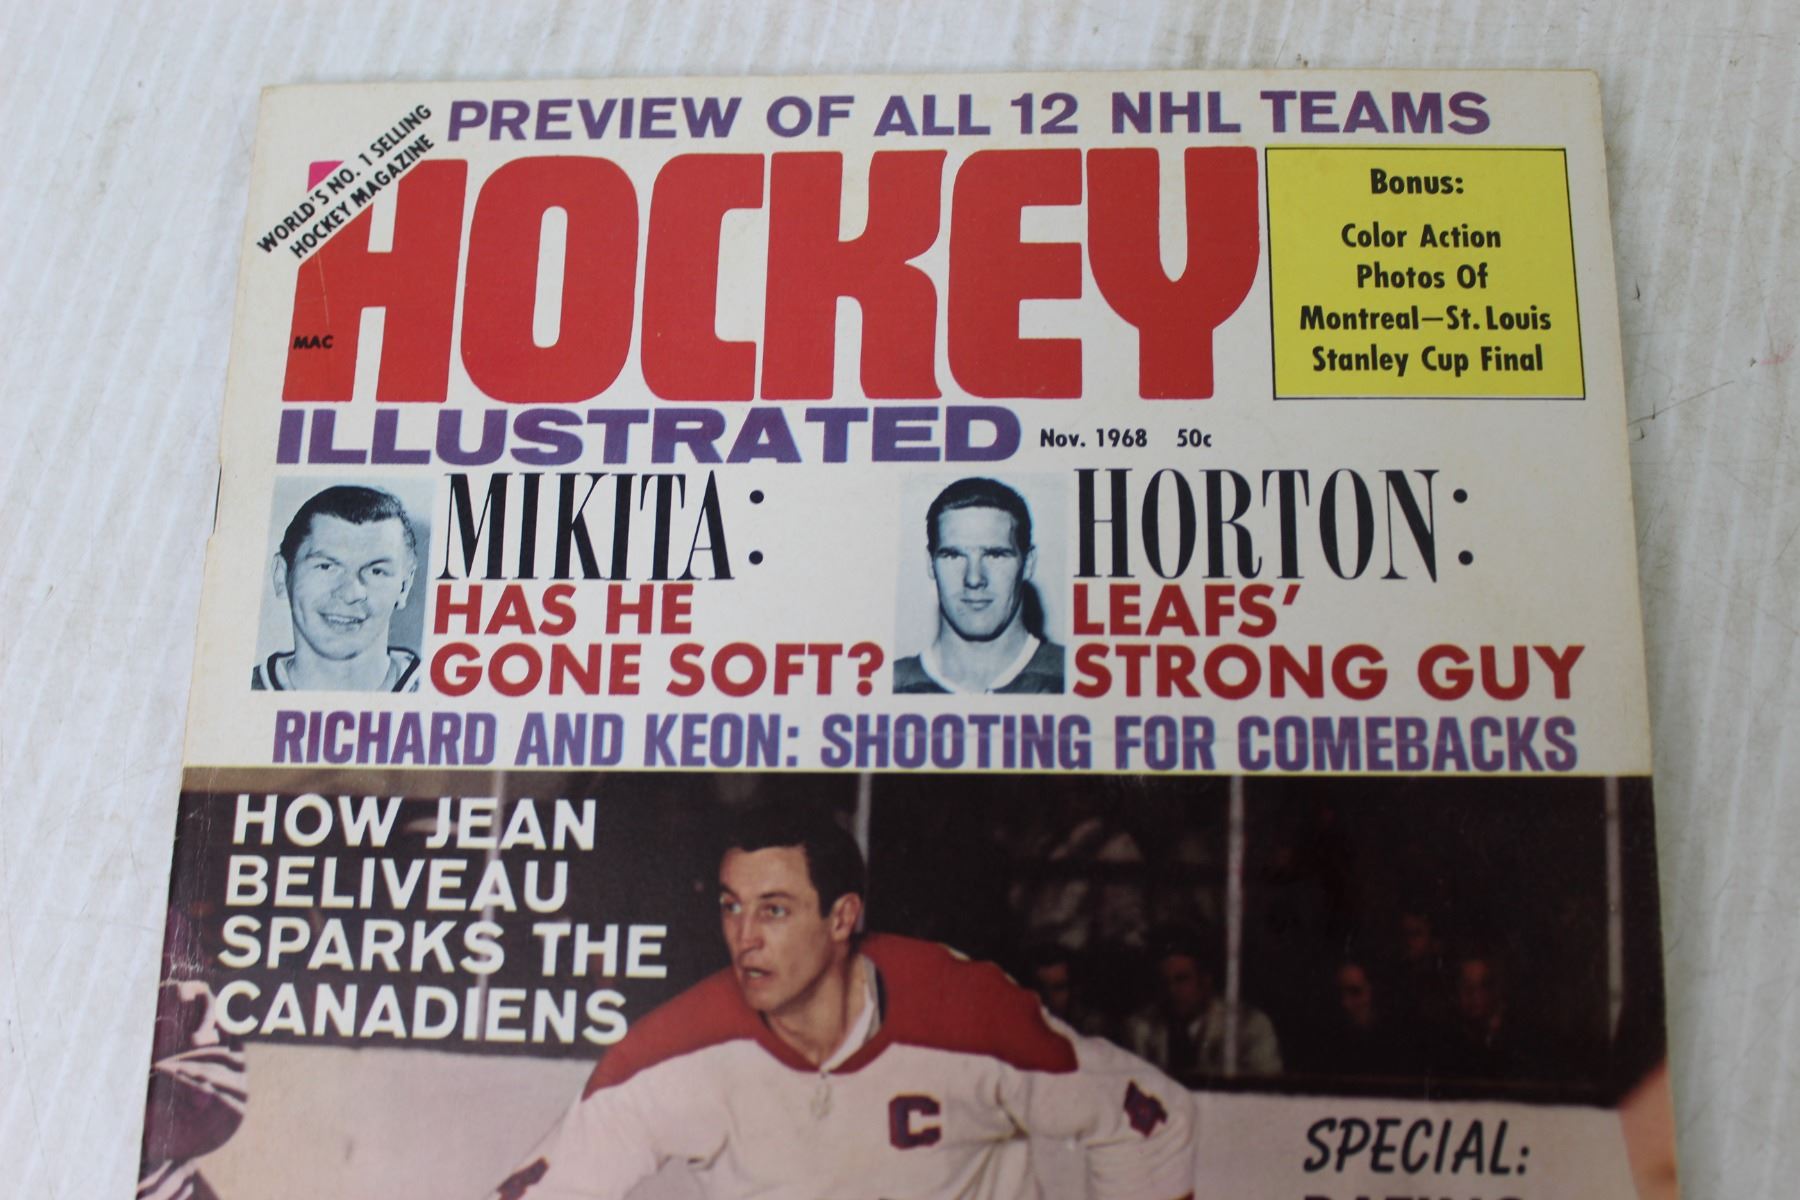 PREVIEW OF ALL 12 NHL TEAMS
WORLD'S NO. 1 SELLING
HOCKEY MAGAZINE
HOCKEY
MAC
Bonus:
Color Action
Photos Of
Montreal—St. Louis
Stanley Cup Final
ILLUSTRATED
Nov. 1968 50c
MIKITA:
HAS HE
GONE SOFT?
HORTON:
LEAFS'
STRONG GUY
RICHARD AND KEON: SHOOTING FOR COMEBACKS
HOW JEAN
BELIVEAU
SPARKS THE
CANADIENS
C
4
SPECIAL: